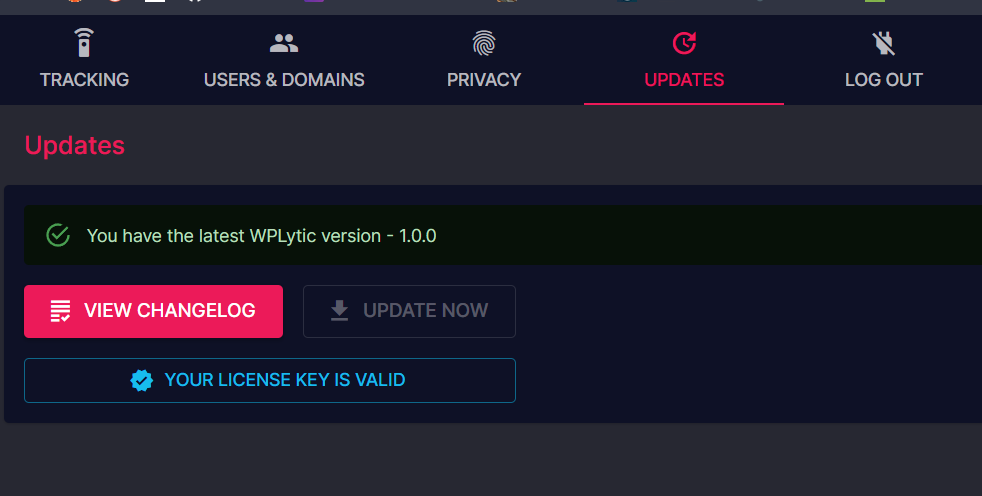 TRACKING USERS & DOMAINS PRIVACY UPDATES LOG OUT
Updates
You have the latest WPLytic version - 1.0.0
VIEW CHANGELOG UPDATE NOW
YOUR LICENSE KEY IS VALID